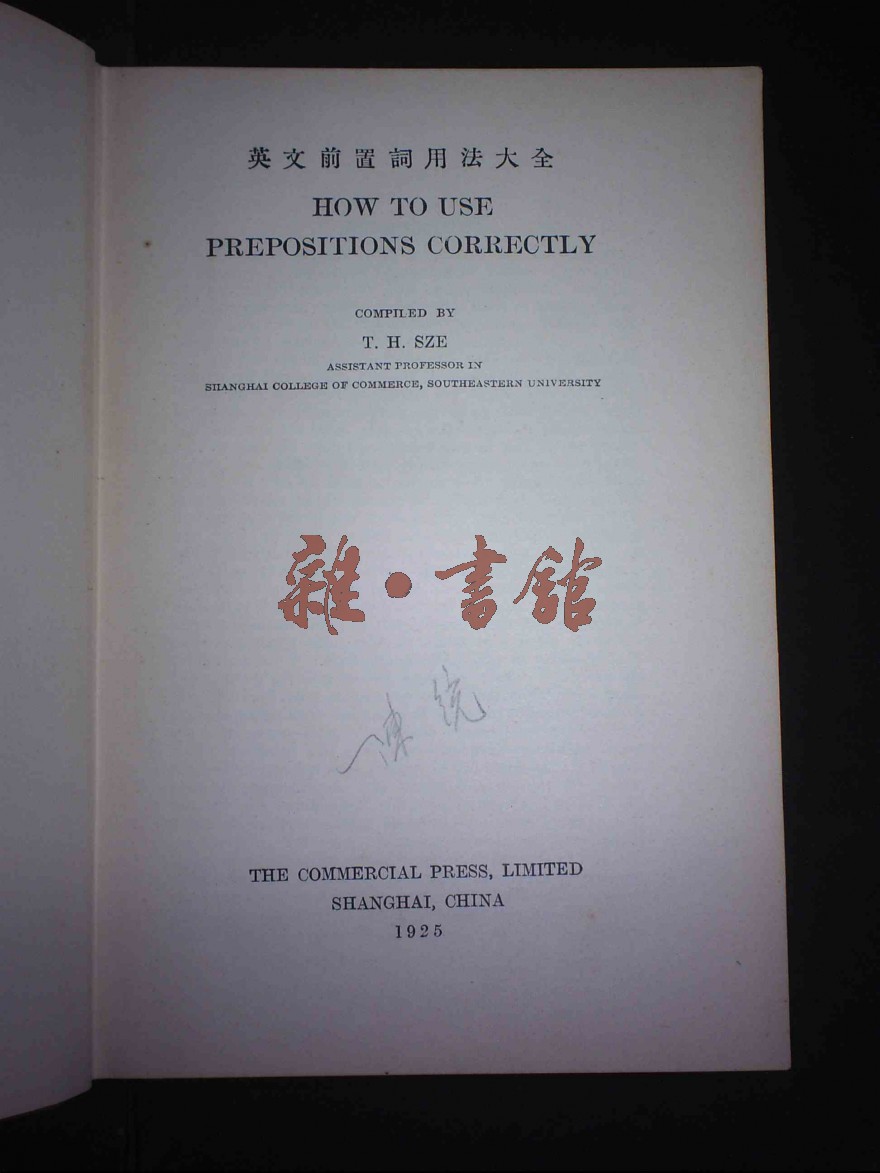 英文前置詞用法大全
HOW TO USE
PREPOSITIONS CORRECTLY
COMPILED BY
T. H. SZE
ASSISTANT PROFESSOR IN
SHANGHAI COLLEGE OF COMMERCE, SOUTHEASTERN UNIVERSITY
雜·書館
THE COMMERCIAL PRESS, LIMITED
SHANGHAI, CHINA
1925